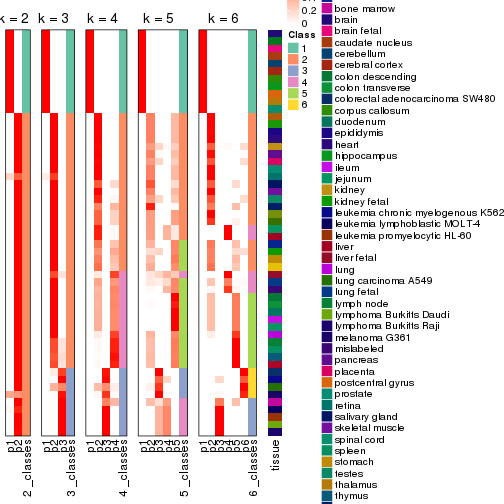 k = 2
k = 3
k = 4
k = 5
k = 6
0.2
0
Class
1
2
3
4
5
6
bone marrow
brain
brain fetal
caudate nucleus
cerebellum
cerebral cortex
colon descending
colon transverse
colorectal adenocarcinoma SW480
corpus callosum
duodenum
epididymis
heart
hippocampus
ileum
jejunum
kidney
kidney fetal
leukemia chronic myelogenous K562
leukemia lymphoblastic MOLT-4
leukemia promyelocytic HL-60
liver
liver fetal
lung
lung carcinoma A549
lung fetal
lymph node
lymphoma Burkitts Daudi
lymphoma Burkitts Raji
melanoma G361
mislabeled
pancreas
placenta
postcentral gyrus
prostate
retina
salivary gland
skeletal muscle
spinal cord
spleen
stomach
testes
thalamus
thymus
p1
p2
2_classes
p1
p2
p3
3_classes
p1
p2
p3
p4
4_classes
p1
p2
p3
p4
p5
5_classes
p1
p2
p3
p4
p5
p6
6_classes
tissue